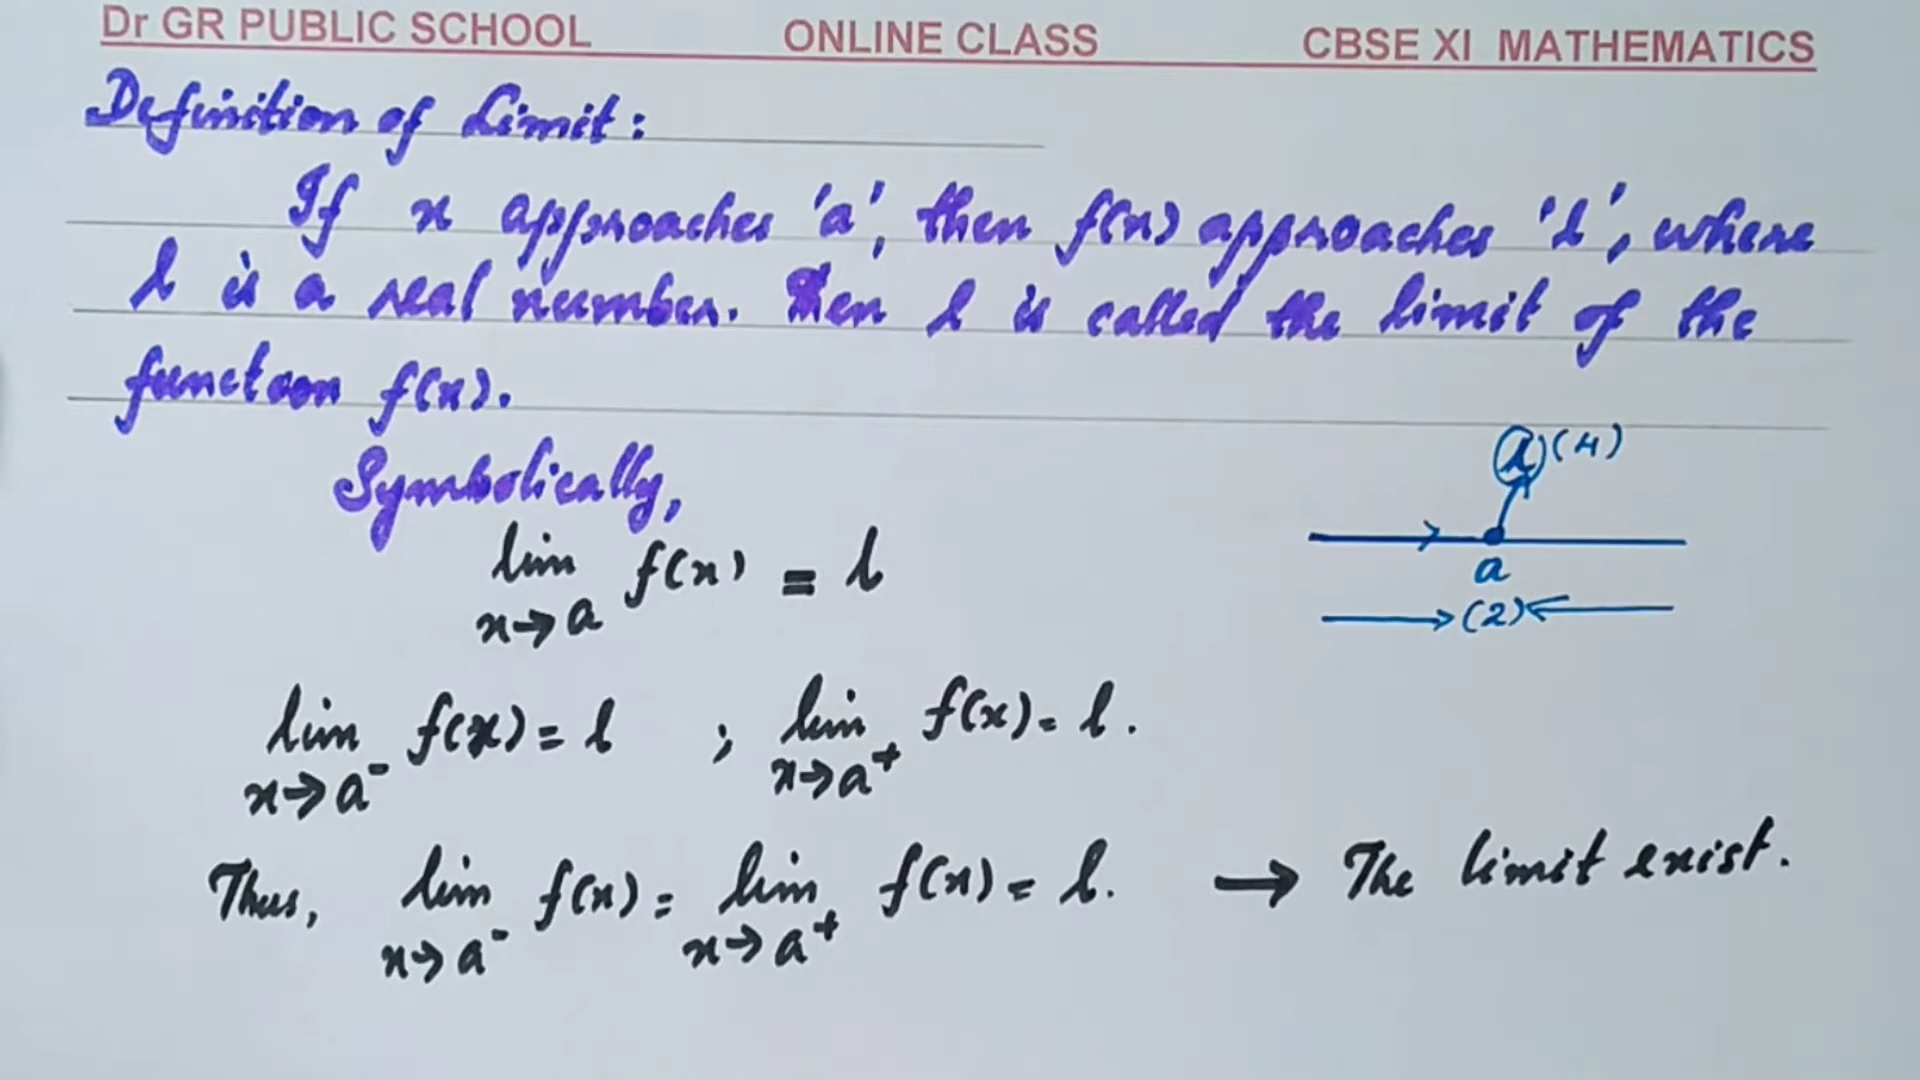 Dr GR PUBLIC SCHOOL ONLINE CLASS CBSE XI MATHEMATICS
Definition of Limit:
If x approaches 'a', then f(x) approaches 'l', where
l is a real number. Then l is called the limit of the
function f(x).
Symbolically,
lim f(x) = l
x→a
l (4)
a
(2)
lim f(x) = l ; lim f(x) = l.
x→a⁻ x→a⁺
Thus, lim f(x) = lim f(x) = l. → The limit exist.
x→a⁻ x→a⁺